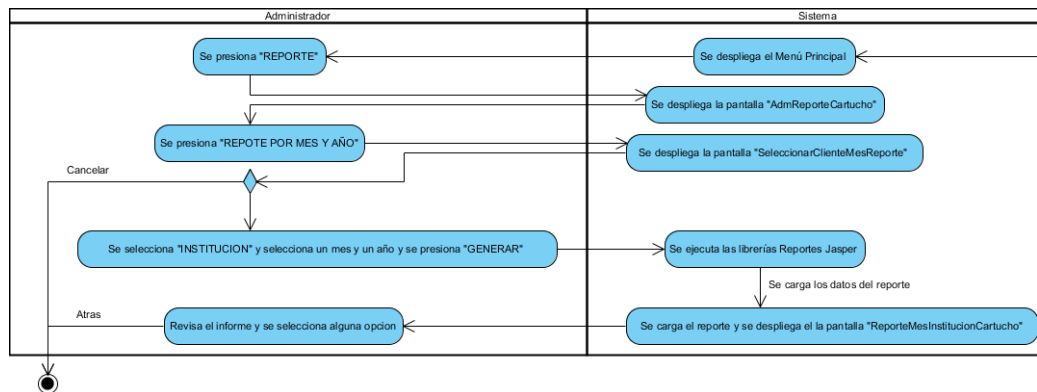 Administrador
Sistema
Se presiona "REPORTE"
Se despliega el Menú Principal
Se despliega la pantalla "AdmReporteCartucho"
Se presiona "REPOTE POR MES Y AÑO"
Se despliega la pantalla "SeleccionarClienteMesReporte"
Cancelar
Se selecciona "INSTITUCION" y selecciona un mes y un año y se presiona "GENERAR"
Se ejecuta las librerías Reportes Jasper
Se carga los datos del reporte
Atras
Revisa el informe y se selecciona alguna opcion
Se carga el reporte y se despliega el la pantalla "ReporteMesInstitucionCartucho"